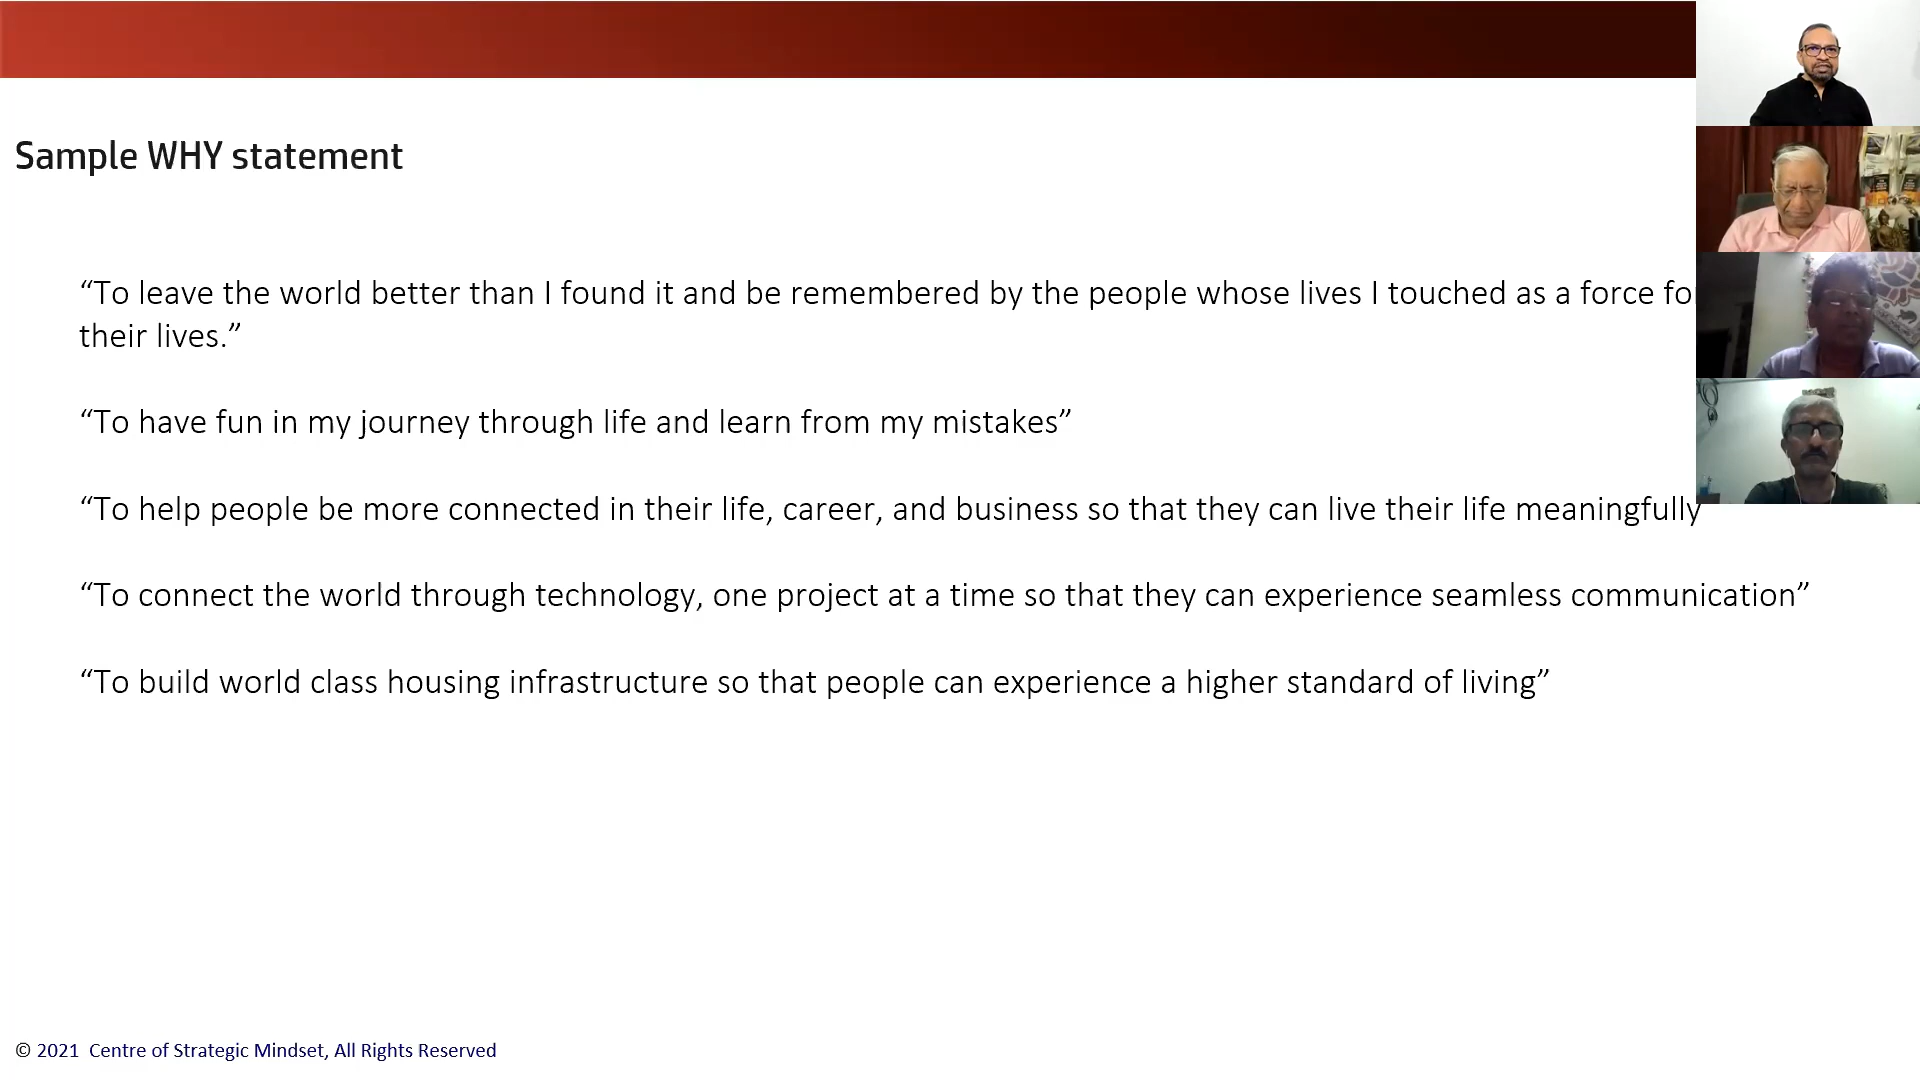 Sample WHY statement
“To leave the world better than I found it and be remembered by the people whose lives I touched as a force
their lives.”
“To have fun in my journey through life and learn from my mistakes”
“To help people be more connected in their life, career, and business so that they can live their life meaningfully
“To connect the world through technology, one project at a time so that they can experience seamless communication”
“To build world class housing infrastructure so that people can experience a higher standard of living”
© 2021 Centre of Strategic Mindset, All Rights Reserved